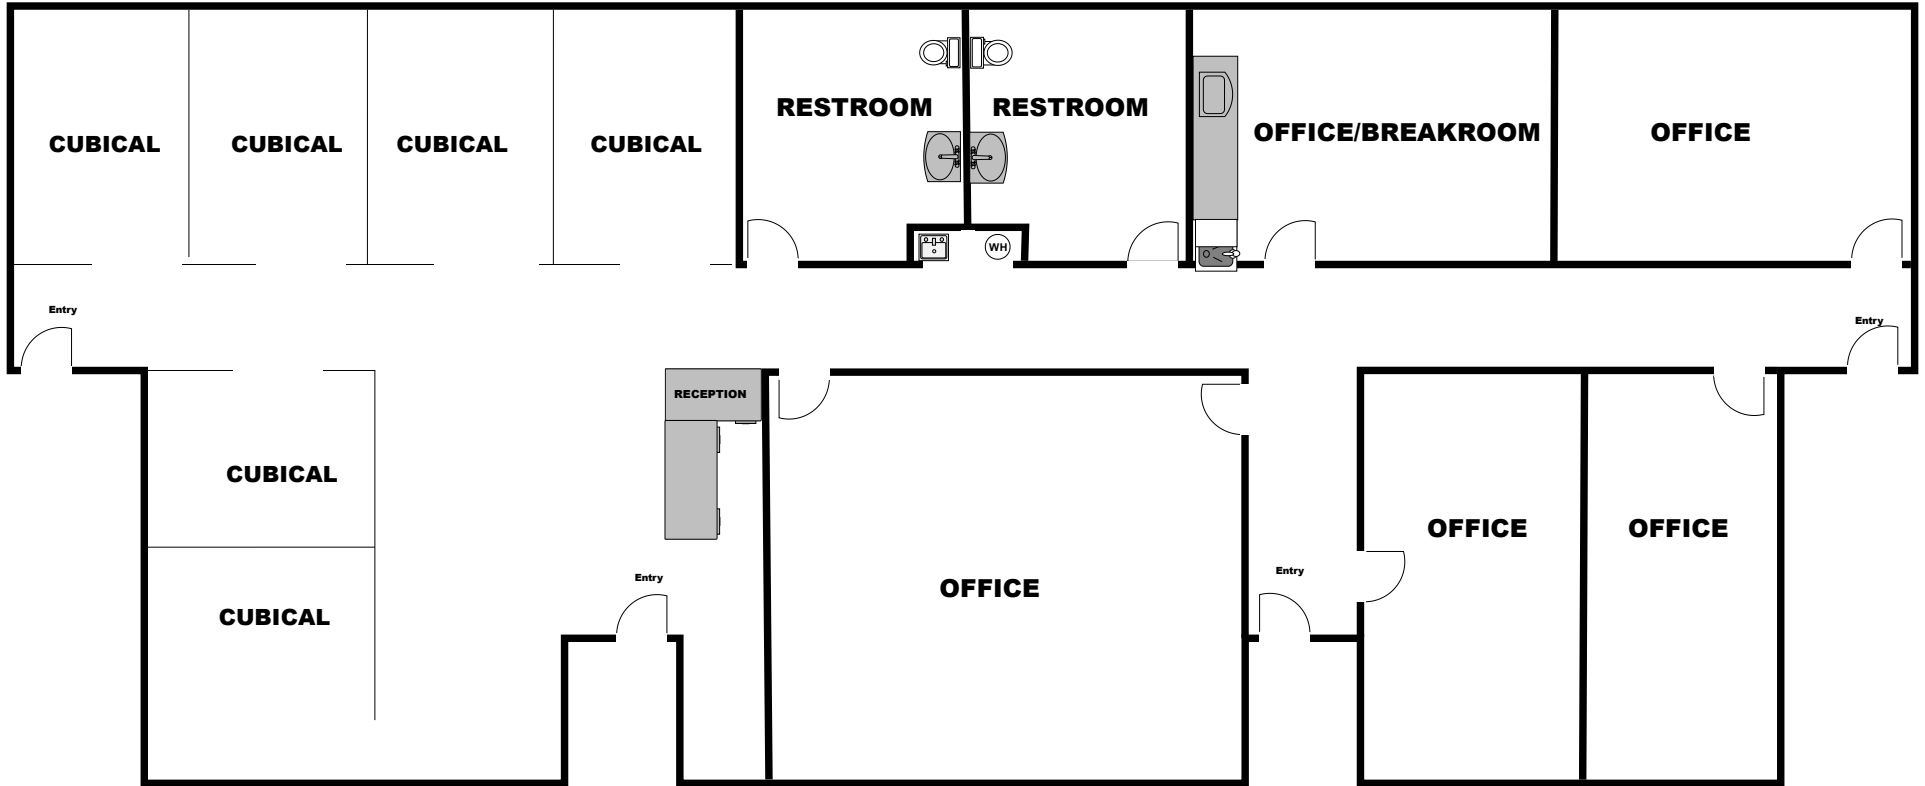 RESTROOM
RESTROOM
CUBICAL
CUBICAL
CUBICAL
CUBICAL
OFFICE/BREAKROOM
OFFICE
WH
Entry
Entry
RECEPTION
CUBICAL
OFFICE
OFFICE
Entry
Entry
OFFICE
CUBICAL